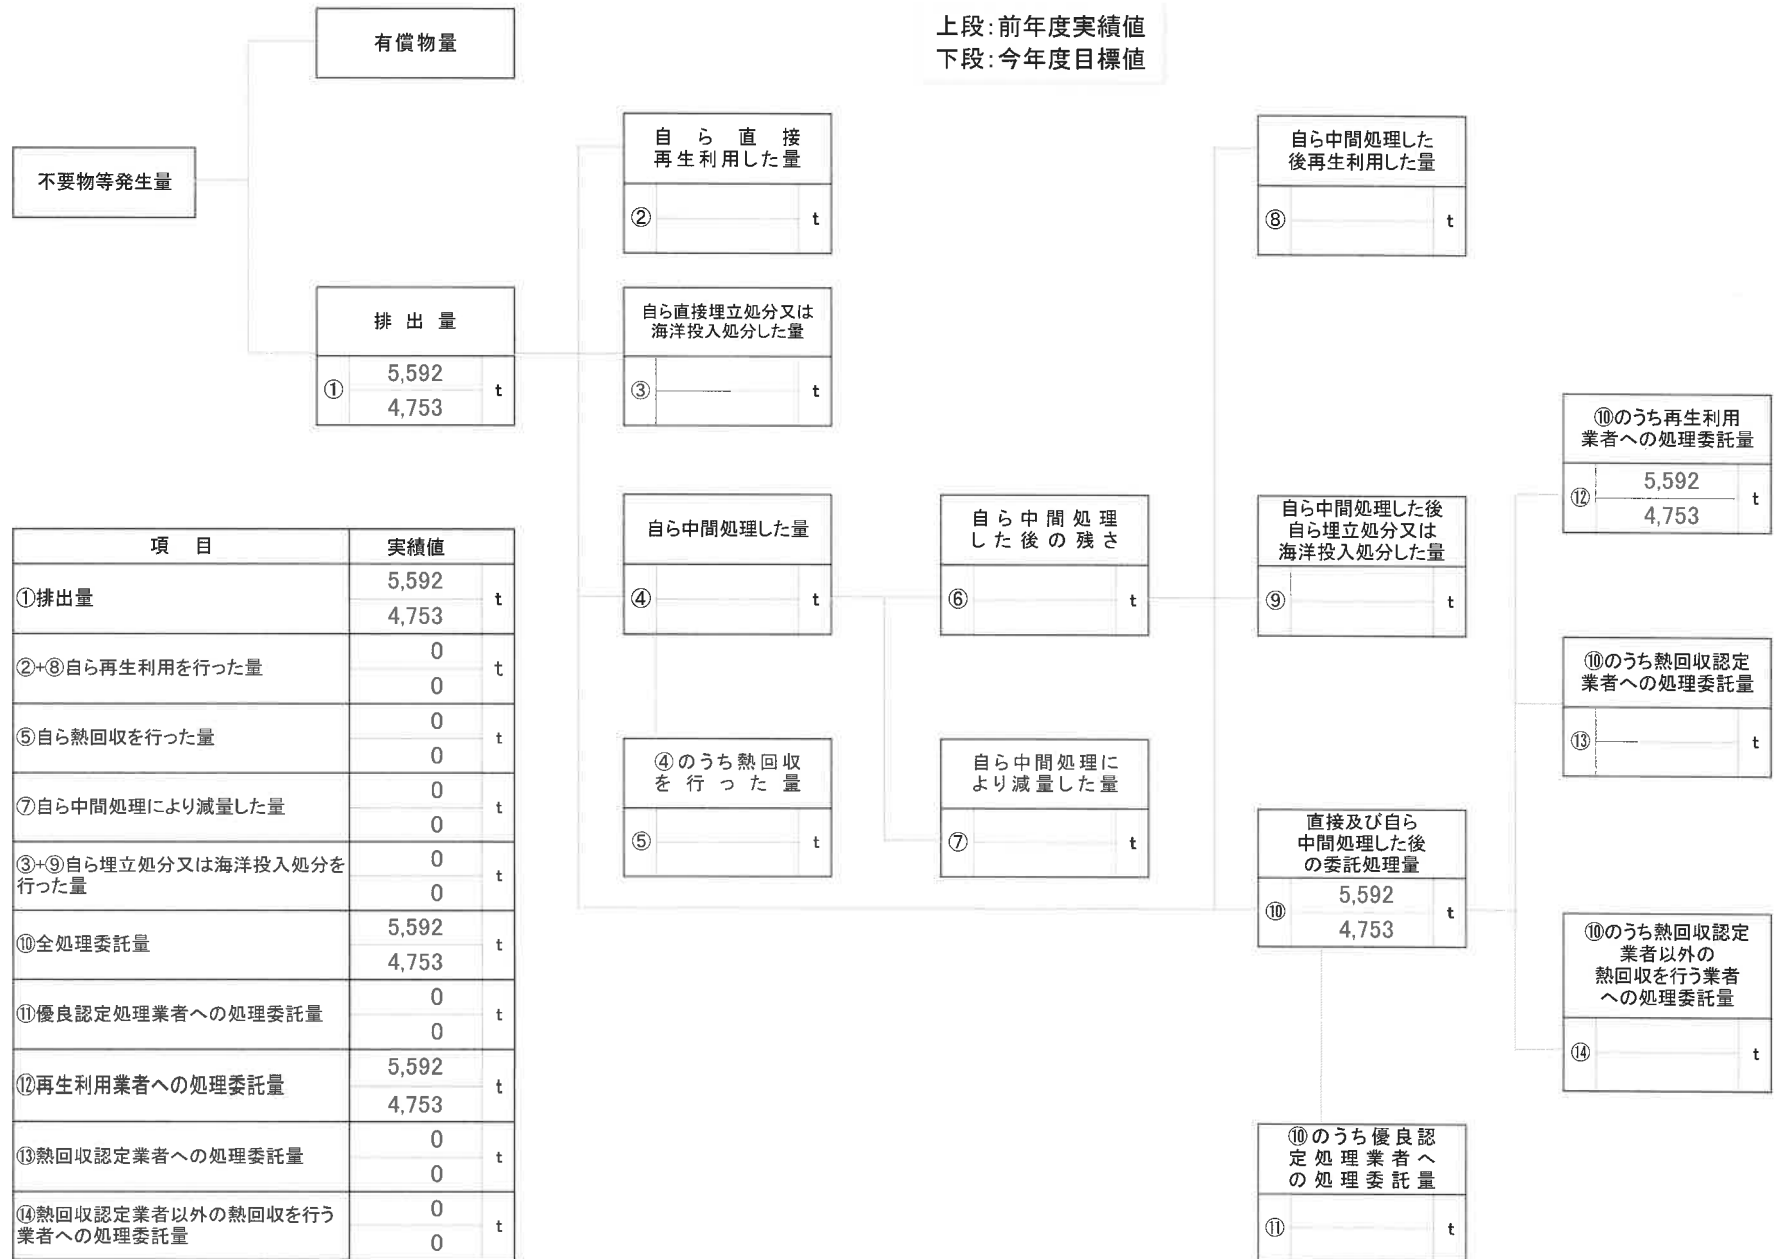 上段:前年度実績値
下段:今年度目標値
有償物量
不要物等発生量
排出量
① 5,592 t
4,753
自ら直接
再生利用した量
② t
自ら直接埋立処分又は
海洋投入処分した量
③ t
自ら中間処理した量
④ t
④のうち熱回収
を行った量
⑤ t
自ら中間処理
した後の残さ
⑥ t
自ら中間処理に
より減量した量
⑦ t
自ら中間処理した
後再生利用した量
⑧ t
自ら中間処理した後
自ら埋立処分又は
海洋投入処分した量
⑨ t
直接及び自ら
中間処理した後
の委託処理量
⑩ 5,592 t
4,753
⑩のうち優良認
定処理業者へ
の処理委託量
⑪ t
⑩のうち再生利用
業者への処理委託量
⑫ 5,592 t
4,753
⑩のうち熱回収認定
業者への処理委託量
⑬ t
⑩のうち熱回収認定
業者以外の
熱回収を行う業者
への処理委託量
⑭ t
項目 実績値
①排出量 5,592 t
4,753
②+⑧自ら再生利用を行った量 0 t
0
⑤自ら熱回収を行った量 0 t
0
⑦自ら中間処理により減量した量 0 t
0
③+⑨自ら埋立処分又は海洋投入処分を
行った量 0 t
0
⑩全処理委託量 5,592 t
4,753
⑪優良認定処理業者への処理委託量 0 t
0
⑫再生利用業者への処理委託量 5,592 t
4,753
⑬熱回収認定業者への処理委託量 0 t
0
⑭熱回収認定業者以外の熱回収を行う
業者への処理委託量 0 t
0